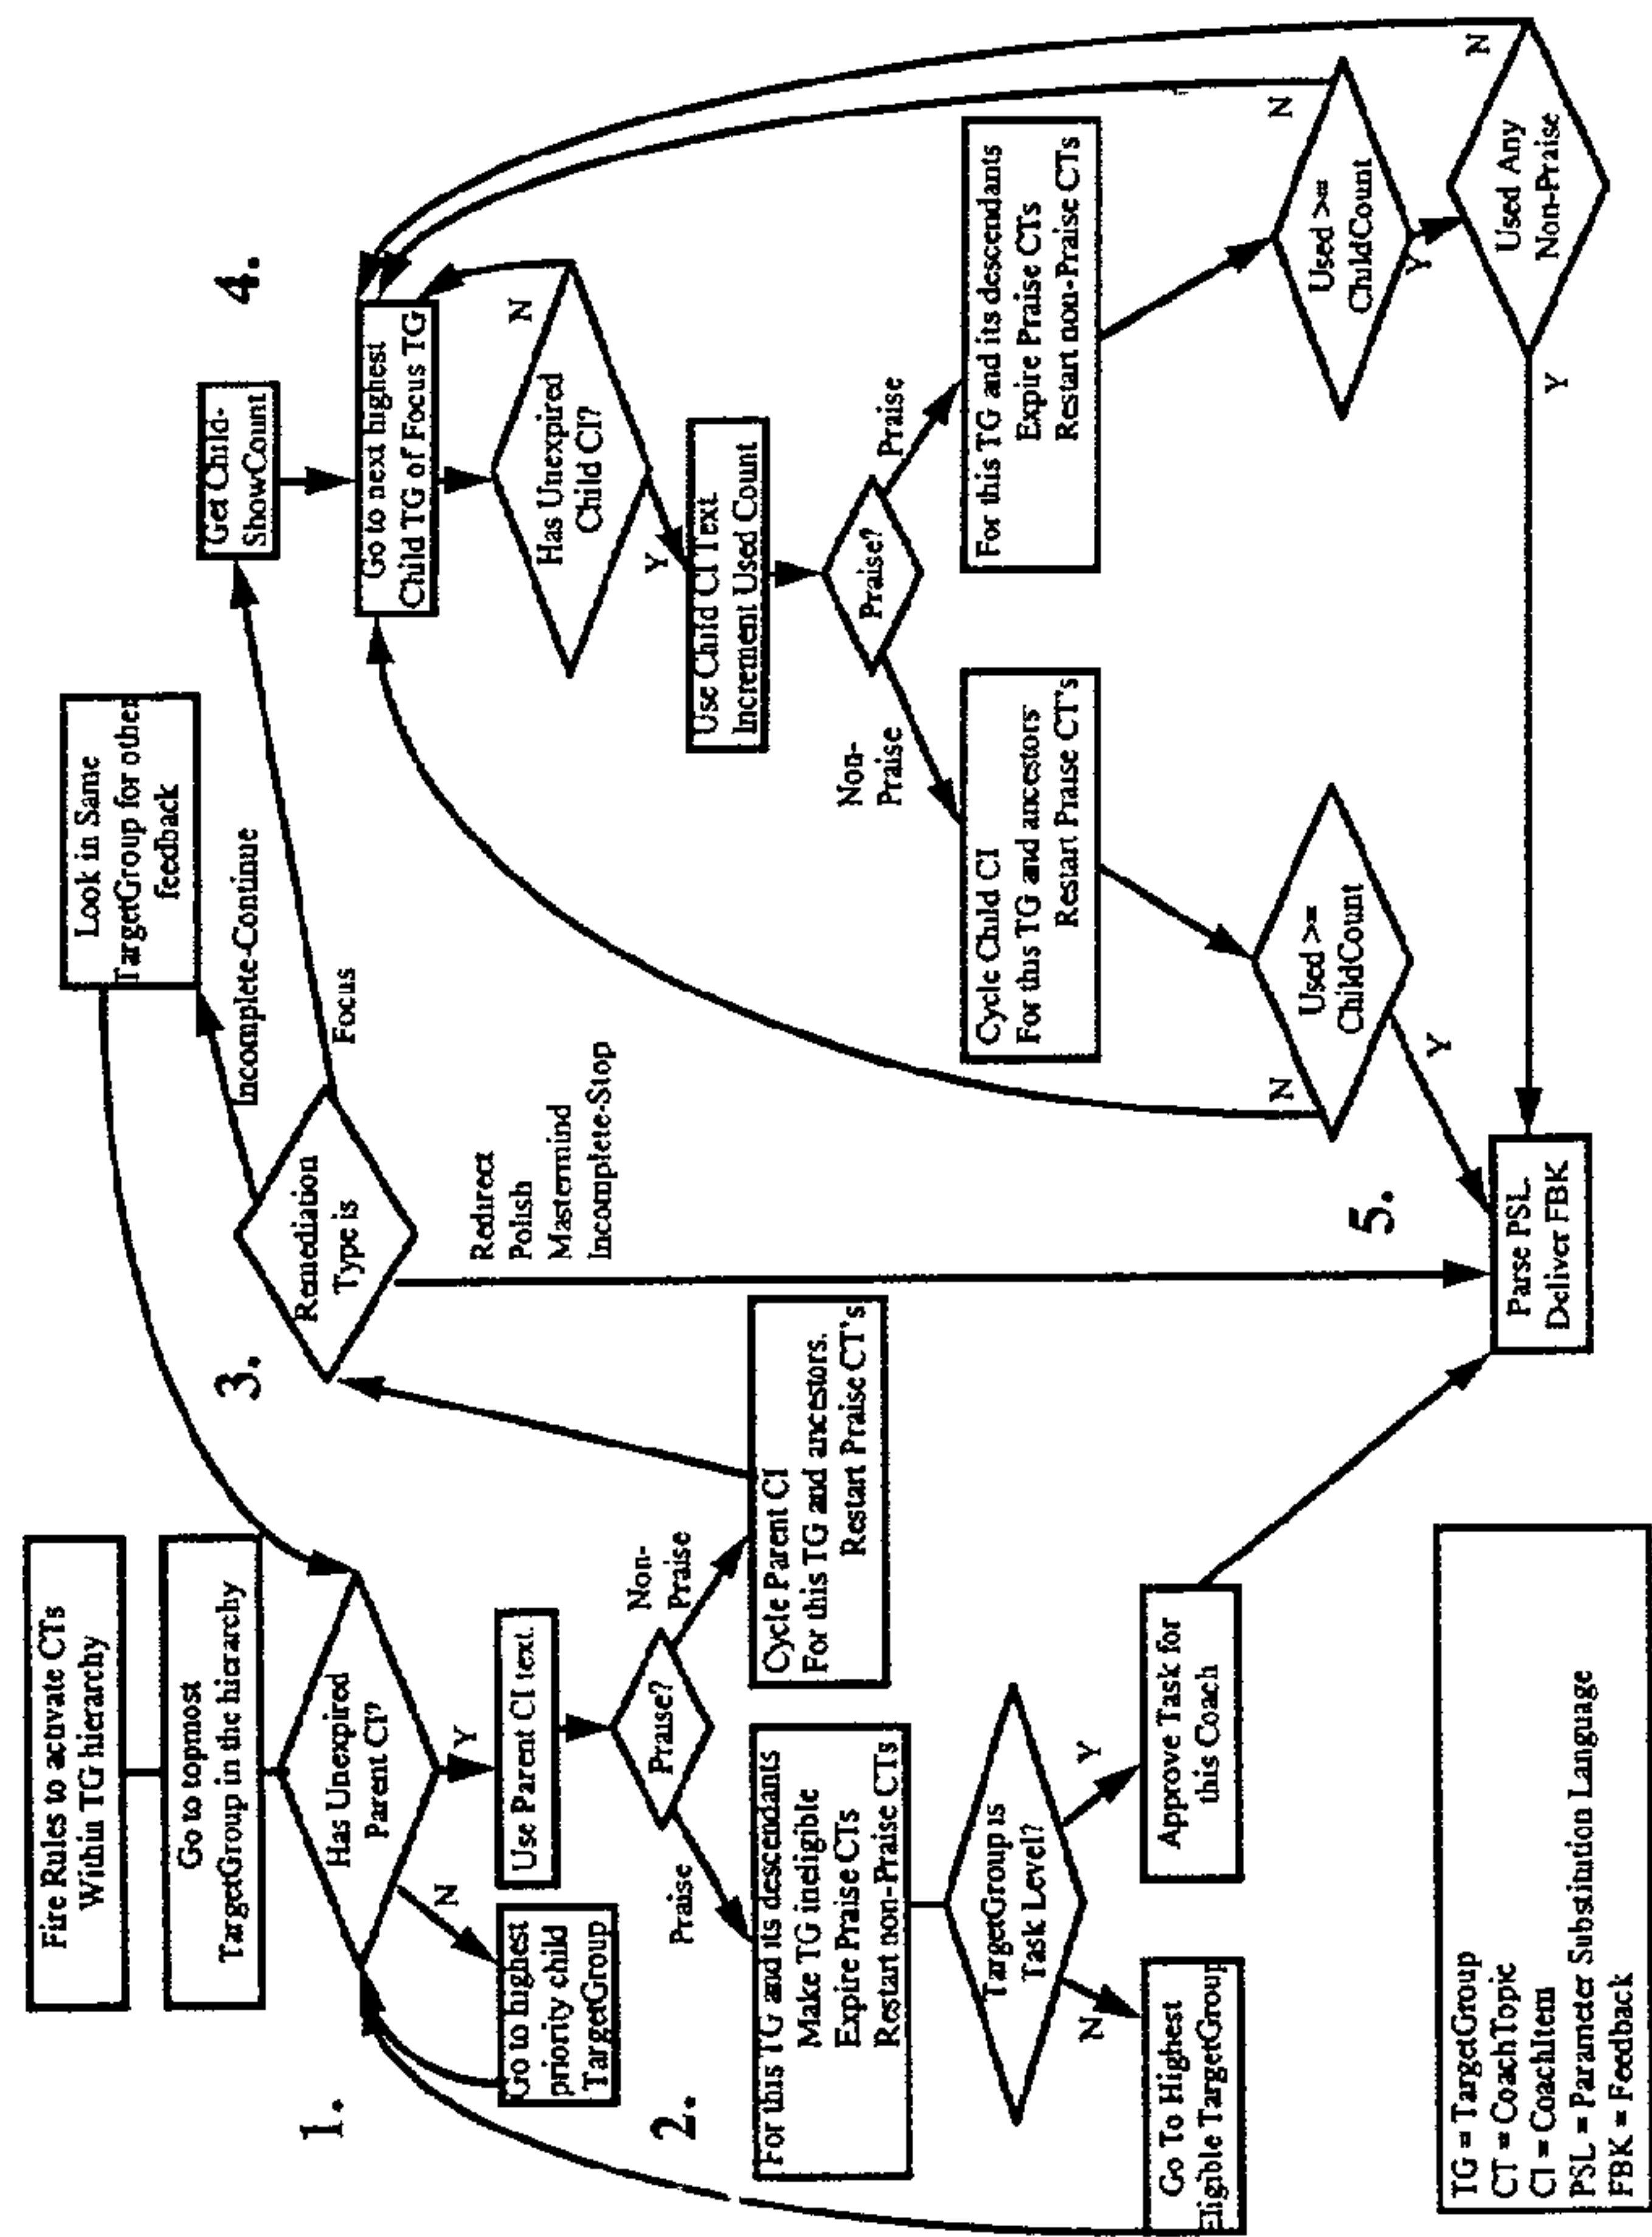 Fire Rules to activate CTs
Within TG hierarchy
Go to topmost
TargetGroup in the hierarchy
1.
Has Unexpired
Parent CI?
N
Y
Go to highest
priority child
TargetGroup
Use Parent CI text.
2.
Praise?
Praise
Non-
Praise
For this TG and its descendants
Make TG ineligible
Expire Praise CTs
Restart non-Praise CTs
Cycle Parent CI
For this TG and ancestors.
Restart Praise CT's
TargetGroup is
Task Level?
N
Y
Go To Highest
Eligible TargetGroup
Approve Task for
this Coach
TG = TargetGroup
CT = CoachTopic
CI = CoachItem
PSL = Parameter Substitution Language
FBK = Feedback
Look in Same
TargetGroup for other
feedback
3.
Remediation
Type is
Incomplete-Continue
Focus
Redirect
Polish
Mastermind
Incomplete-Stop
4.
Get Child-
ShowCount
Go to next highest
Child TG of Focus TG
Has Unexpired
Child CI?
N
Y
Use Child CI Text
Increment Used Count
Praise?
Non-
Praise
Praise
Cycle Child CI
For this TG and ancestors
Restart Praise CT's
For this TG and its descendants
Expire Praise CTs
Restart non-Praise CTs
Used >=
ChildCount
N
Y
Used >=
ChildCount
N
Y
Used Any
Non-Praise
N
Y
5.
Parse PSL
Deliver FBK